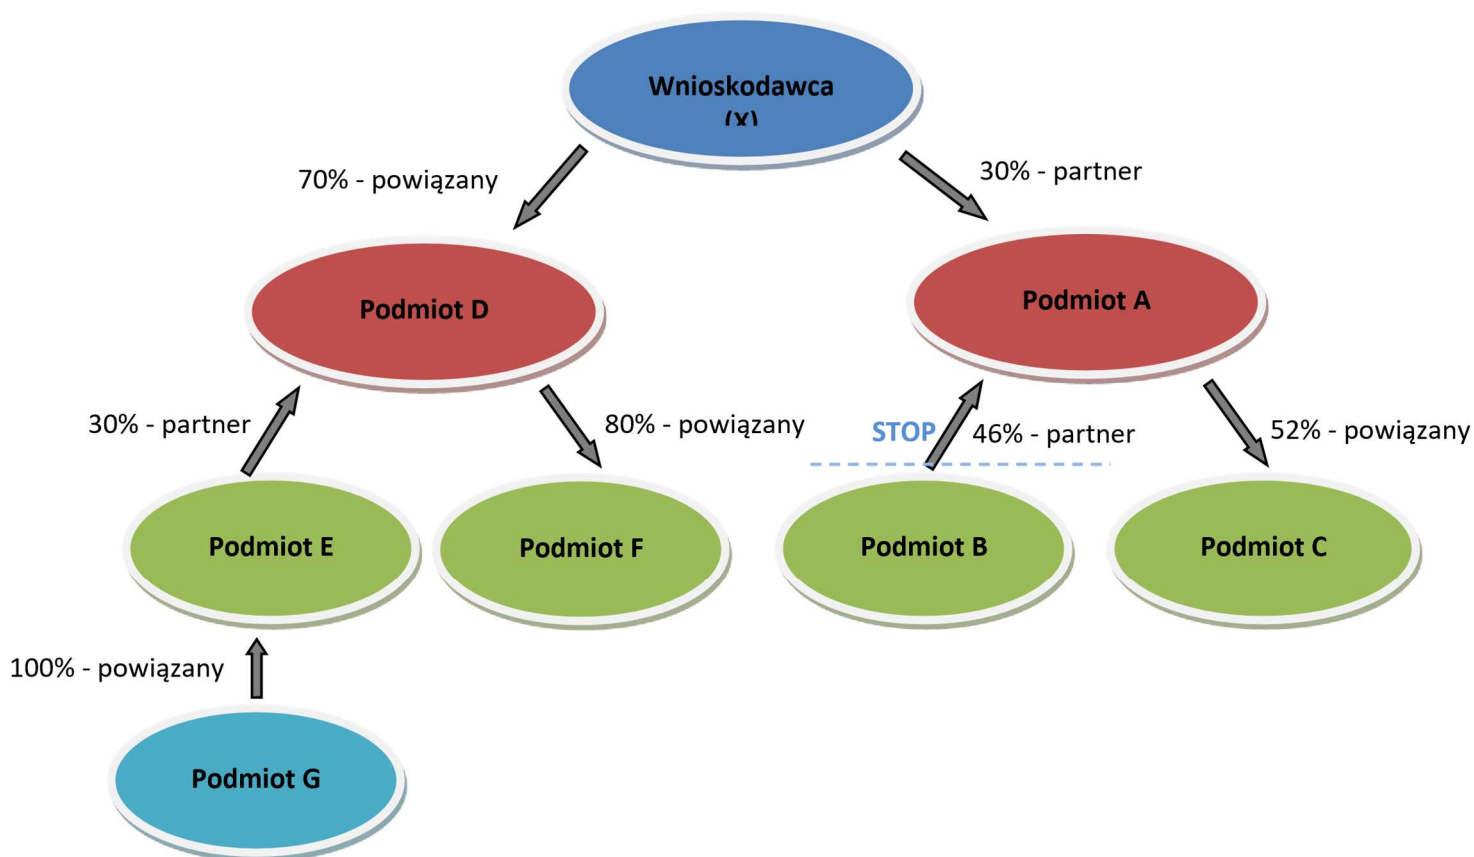 Wnioskodawca
(X)
70% - powiązany
30% - partner
Podmiot D
Podmiot A
30% - partner
80% - powiązany
STOP
46% - partner
52% - powiązany
Podmiot E
Podmiot F
Podmiot B
Podmiot C
100% - powiązany
Podmiot G